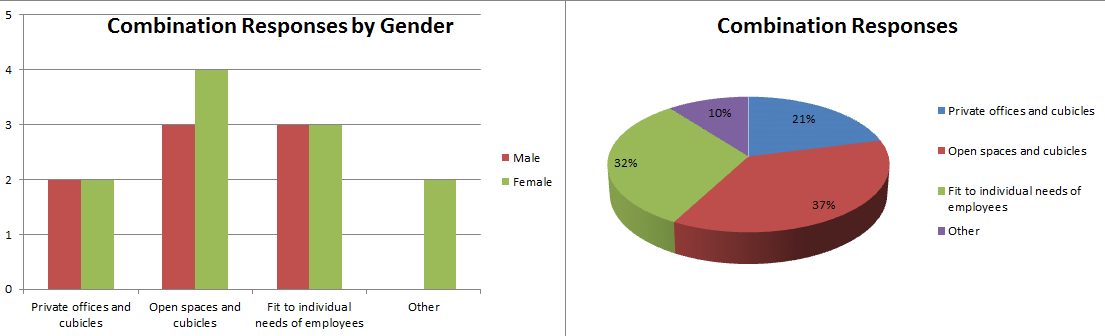 Combination Responses by Gender
5
4
3
2
1
0
Private offices and
cubicles
Open spaces and
cubicles
Fit to individual
needs of employees
Other
Male
Female
Combination Responses
21%
37%
32%
10%
Private offices and cubicles
Open spaces and cubicles
Fit to individual needs of
employees
Other